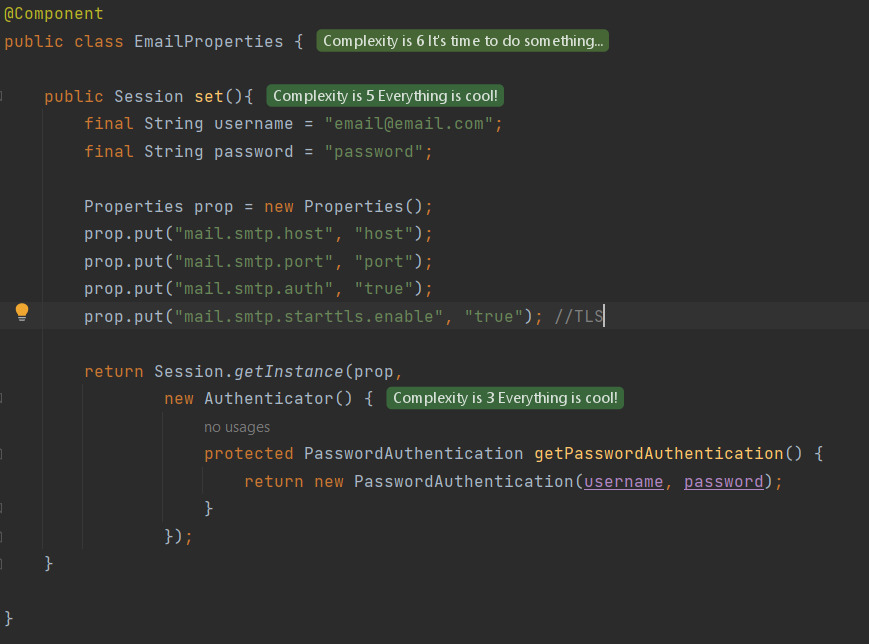 @Component
public class EmailProperties { Complexity is 6 It's time to do something...
public Session set(){ Complexity is 5 Everything is cool!
final String username = "email@email.com";
final String password = "password";
Properties prop = new Properties();
prop.put("mail.smtp.host", "host");
prop.put("mail.smtp.port", "port");
prop.put("mail.smtp.auth", "true");
prop.put("mail.smtp.starttls.enable", "true"); //TLS
return Session.getInstance(prop,
new Authenticator() { Complexity is 3 Everything is cool!
no usages
protected PasswordAuthentication getPasswordAuthentication() {
return new PasswordAuthentication(username, password);
}
});
}
}